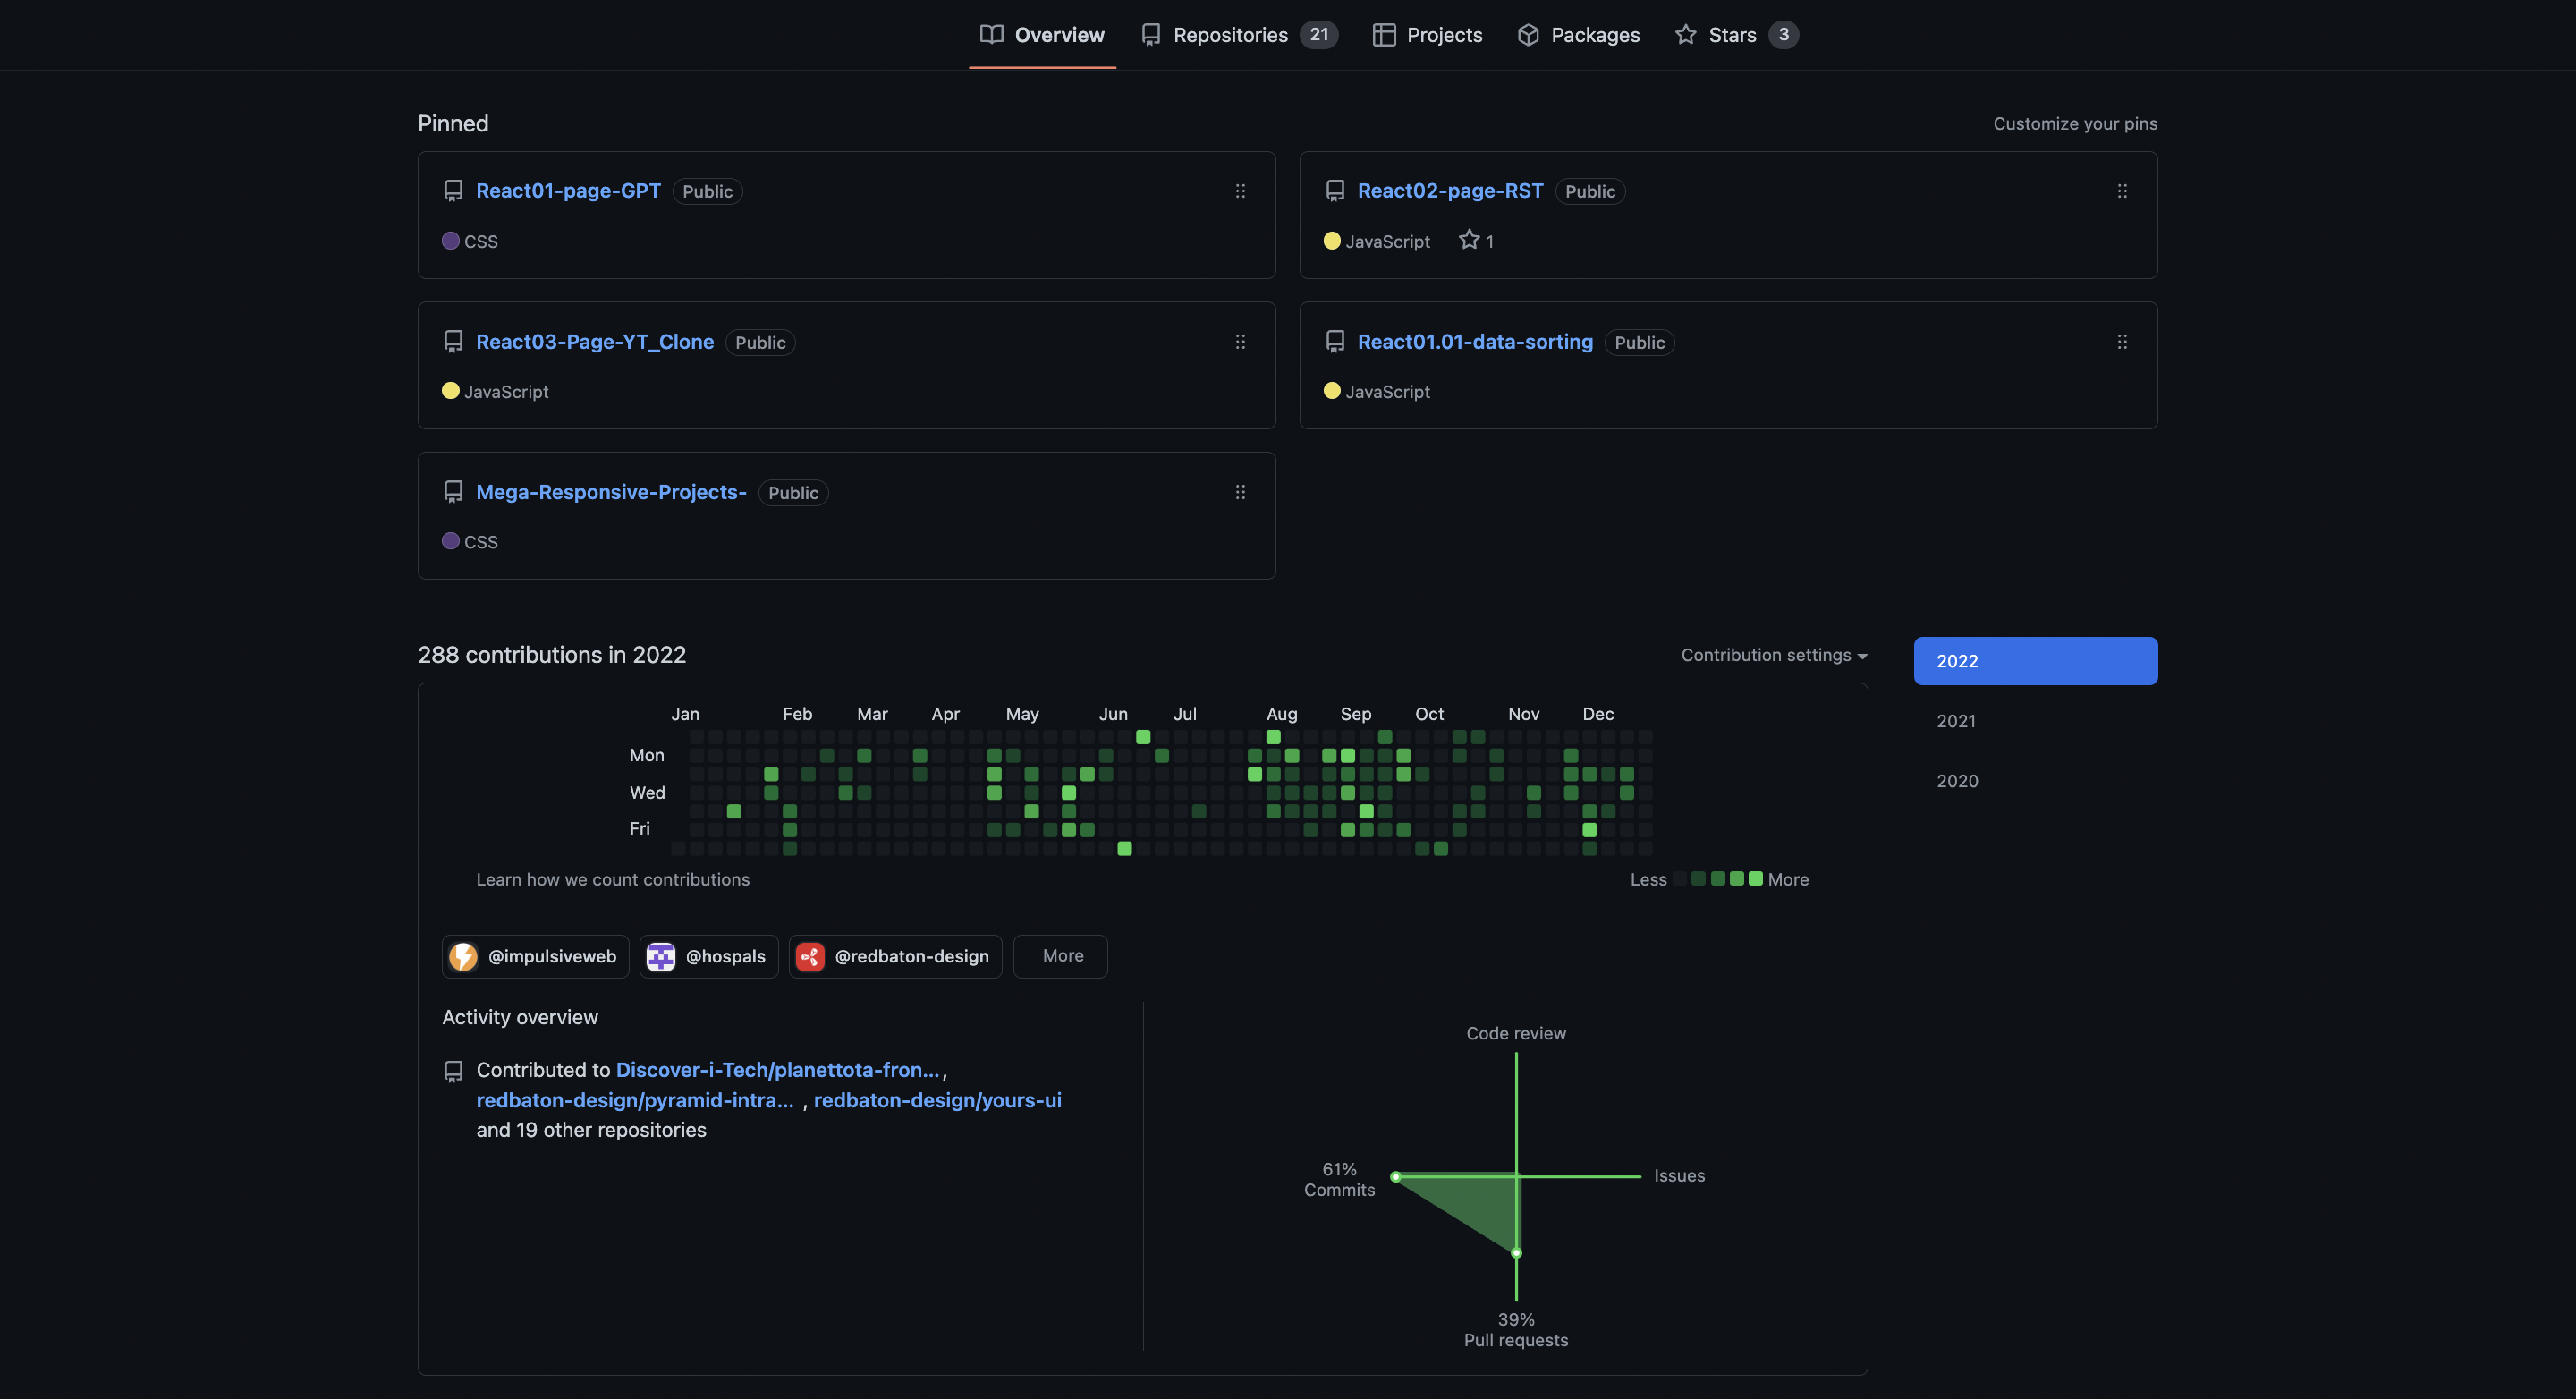 Overview Repositories 21 Projects Packages Stars 3
Pinned
Customize your pins
React01-page-GPT Public
CSS
React02-page-RST Public
JavaScript 1
React03-Page-YT_Clone Public
JavaScript
React01.01-data-sorting Public
JavaScript
Mega-Responsive-Projects- Public
CSS
288 contributions in 2022
Contribution settings
2022
2021
2020
Jan Feb Mar Apr May Jun Jul Aug Sep Oct Nov Dec
Mon
Wed
Fri
Learn how we count contributions
Less More
@impulsiveweb @hospals @redbaton-design More
Activity overview
Contributed to Discover-i-Tech/planettota-fron... ,
redbaton-design/pyramid-intra... , redbaton-design/yours-ui
and 19 other repositories
Code review
61%
Commits
Issues
39%
Pull requests